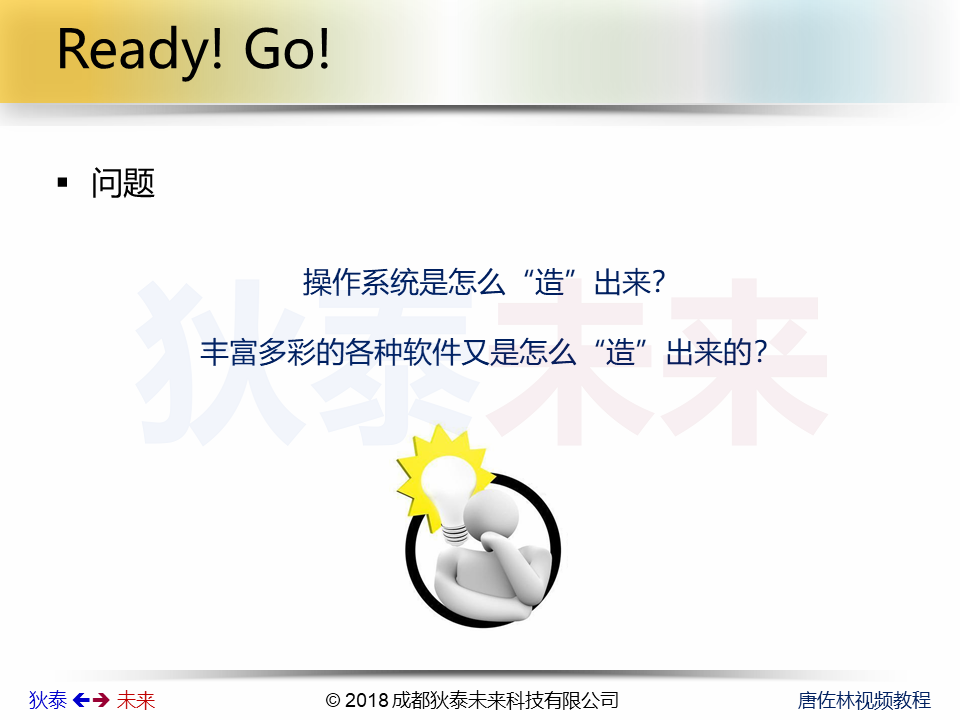 Ready! Go!
▪ 问题
操作系统是怎么“造”出来?
丰富多彩的各种软件又是怎么“造”出来的?
狄泰未来
狄泰 🡸🡺 未来
© 2018 成都狄泰未来科技有限公司
唐佐林视频教程